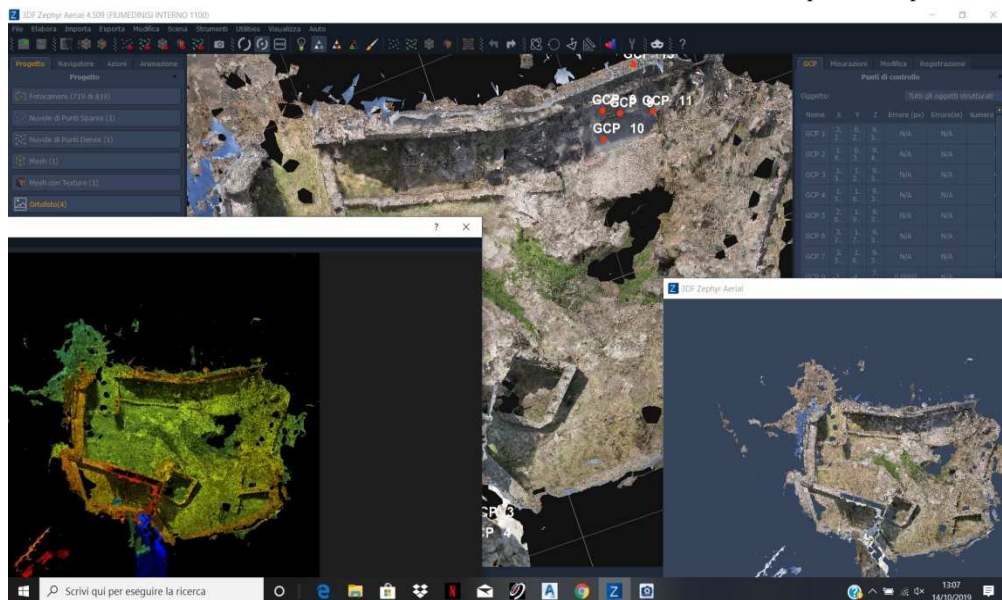 3DF Zephyr Aerial 4.509 (FIUMEDINISI INTERNO 1100)
File Elabora Importa Esporta Modifica Scena Strumenti Utilities Visualizza Aiuto
Progetto Navigatore Azioni Animazione
Progetto
Fotocamere (719 di 819)
Nuvole di Punti Sparse (1)
Nuvole di Punti Dense (1)
Mesh (1)
Mesh con Texture (1)
Ortofoto(4)
GCP 11
GCP 10
GCP Misurazioni Modifica Registrazione
Punti di controllo
Oggetto: Tutti gli oggetti strutturati
Nome X Y Z Errore (px) Errore(m) Numero
GCP 1 N/A N/A
GCP 2 N/A N/A
GCP 3 N/A N/A
GCP 4 N/A N/A
GCP 5 N/A N/A
GCP 6 N/A N/A
GCP 7 N/A N/A
? ×
3DF Zephyr Aerial
Scrivi qui per eseguire la ricerca
13:07
14/10/2019